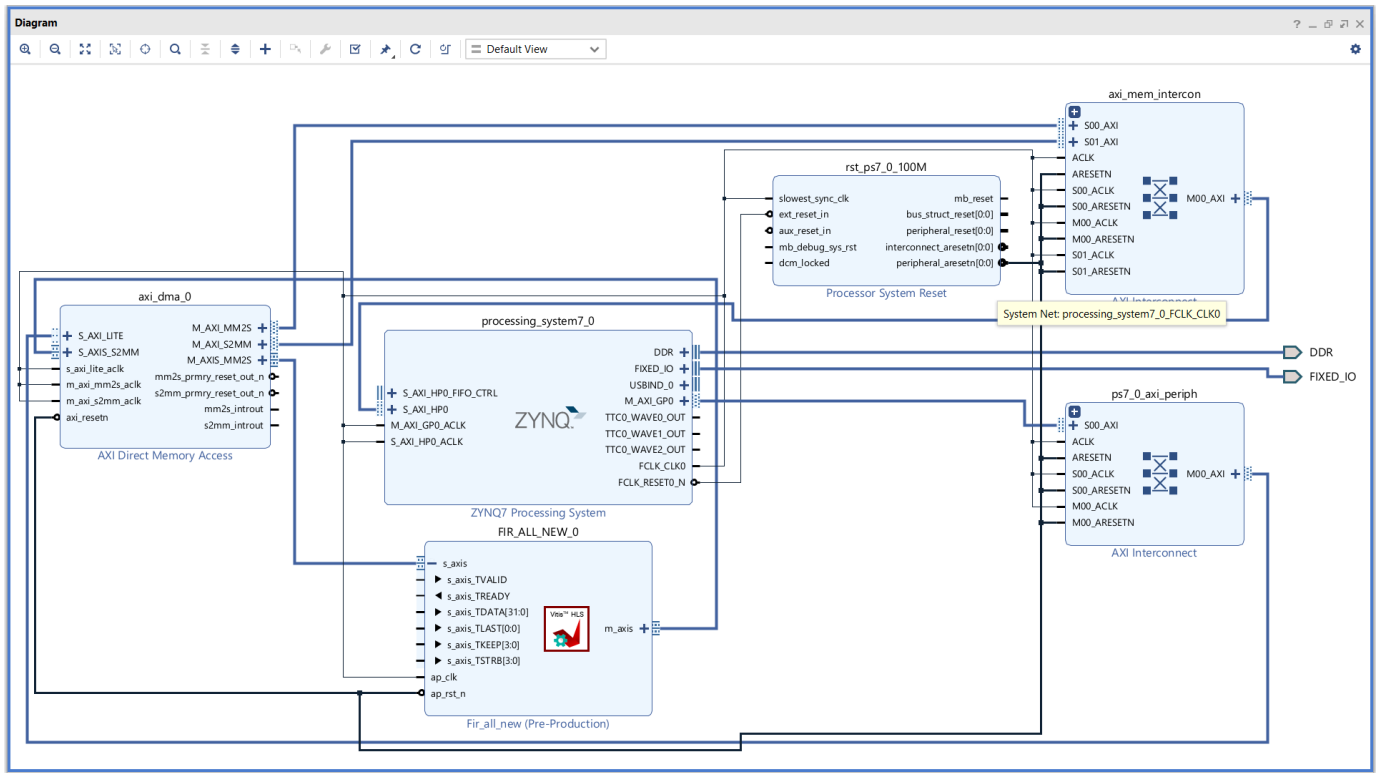 Diagram
Default View
axi_mem_intercon
S00_AXI
S01_AXI
ACLK
ARESETN
S00_ACLK
S00_ARESETN
M00_ACLK
M00_ARESETN
S01_ACLK
S01_ARESETN
M00_AXI
AXI Interconnect
rst_ps7_0_100M
slowest_sync_clk
ext_reset_in
aux_reset_in
mb_debug_sys_rst
dcm_locked
mb_reset
bus_struct_reset[0:0]
peripheral_reset[0:0]
interconnect_aresetn[0:0]
peripheral_aresetn[0:0]
Processor System Reset
System Net: processing_system7_0_FCLK_CLK0
axi_dma_0
S_AXI_LITE
S_AXIS_S2MM
s_axi_lite_aclk
m_axi_mm2s_aclk
m_axi_s2mm_aclk
axi_resetn
M_AXI_MM2S
M_AXI_S2MM
M_AXIS_MM2S
mm2s_prmry_reset_out_n
s2mm_prmry_reset_out_n
mm2s_introut
s2mm_introut
AXI Direct Memory Access
processing_system7_0
S_AXI_HP0_FIFO_CTRL
S_AXI_HP0
M_AXI_GP0_ACLK
S_AXI_HP0_ACLK
ZYNQ
DDR
FIXED_IO
USBIND_0
M_AXI_GP0
TTC0_WAVE0_OUT
TTC0_WAVE1_OUT
TTC0_WAVE2_OUT
FCLK_CLK0
FCLK_RESET0_N
ZYNQ7 Processing System
DDR
FIXED_IO
ps7_0_axi_periph
S00_AXI
ACLK
ARESETN
S00_ACLK
S00_ARESETN
M00_ACLK
M00_ARESETN
M00_AXI
AXI Interconnect
FIR_ALL_NEW_0
s_axis
s_axis_TVALID
s_axis_TREADY
s_axis_TDATA[31:0]
s_axis_TLAST[0:0]
s_axis_TKEEP[3:0]
s_axis_TSTRB[3:0]
ap_clk
ap_rst_n
Vitis™ HLS
m_axis
Fir_all_new (Pre-Production)